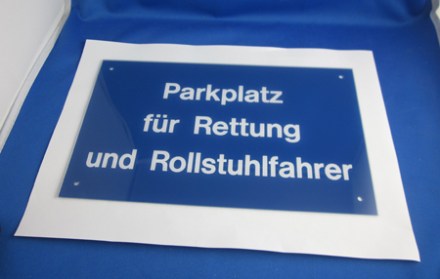 Parkplatz
für Rettung
und Rollstuhlfahrer